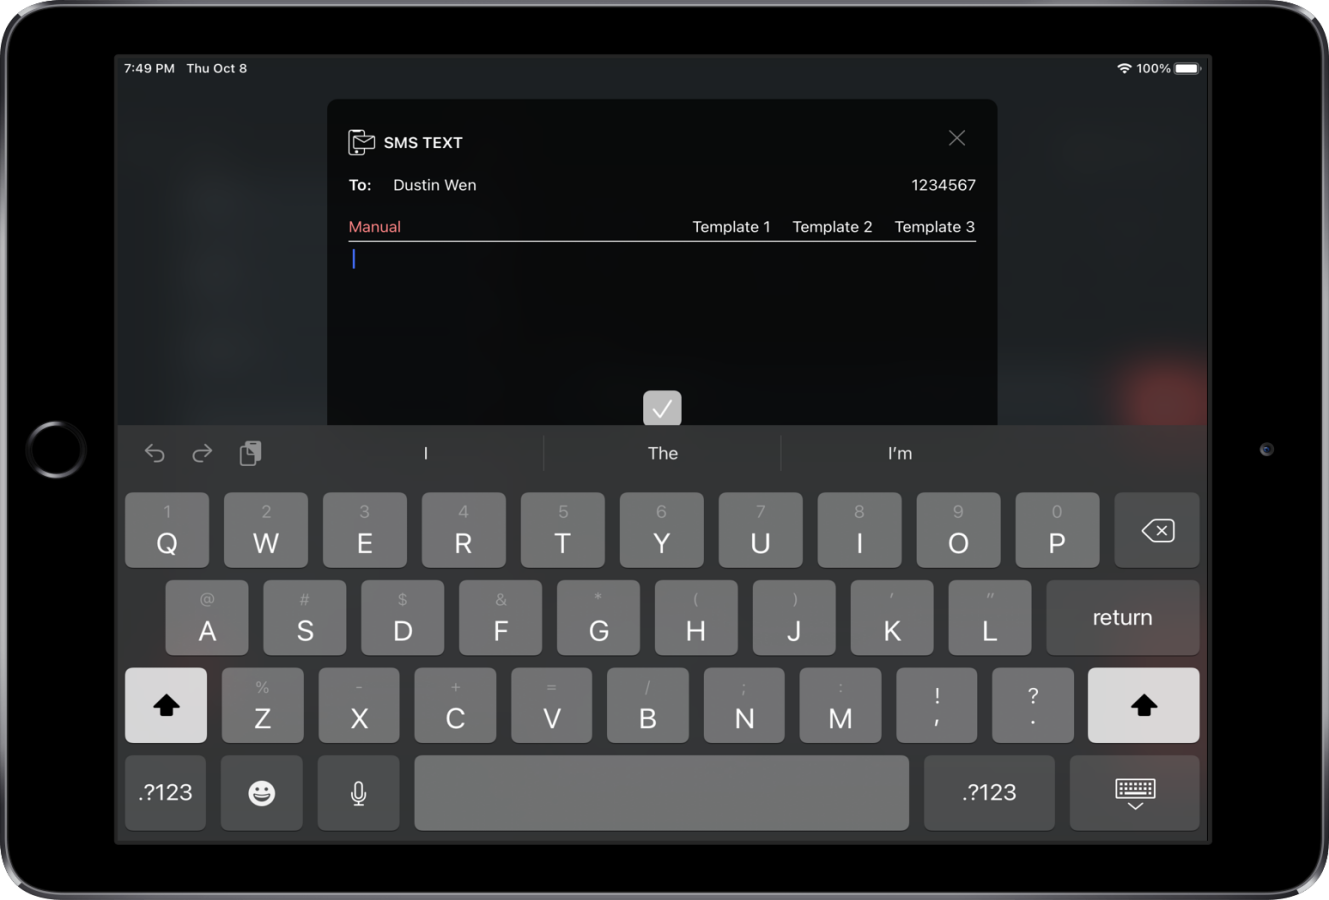 7:49 PM Thu Oct 8 100%
SMS TEXT
To: Dustin Wen 1234567
Manual Template 1 Template 2 Template 3
I The I'm
1 2 3 4 5 6 7 8 9 0
Q W E R T Y U I O P
@ # $ & * ( ) ' "
A S D F G H J K L return
% - + = / ; : ! ?
Z X C V B N M , .
.?123 .?123